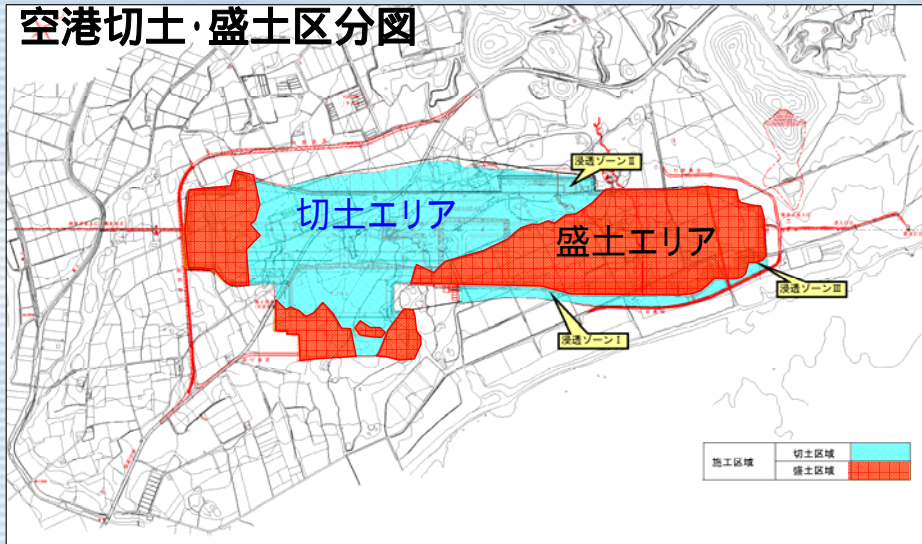 空港切土･盛土区分図
浸透ゾーンⅡ
切土エリア
盛土エリア
浸透ゾーンⅢ
浸透ゾーンⅠ
施工区域
切土区域
盛土区域